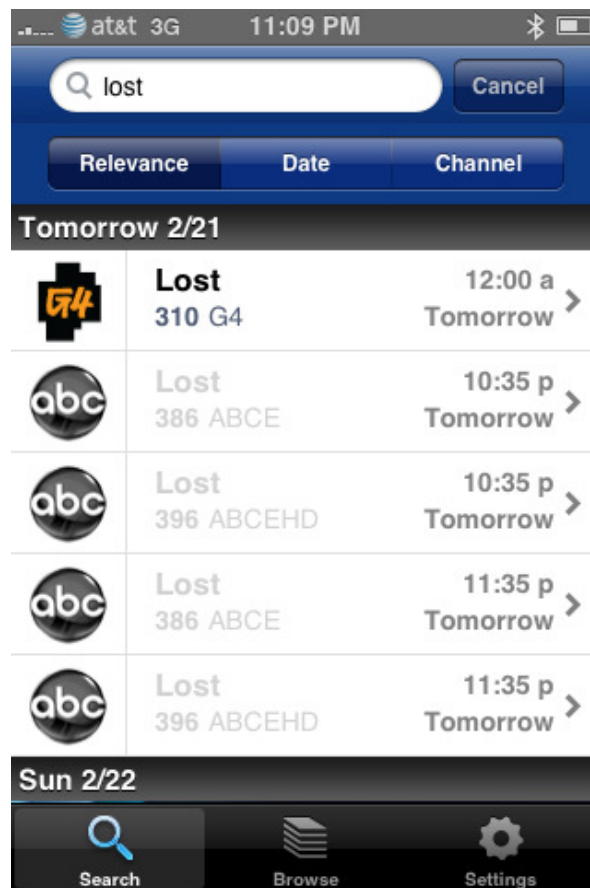 at&t 3G 11:09 PM
lost Cancel
Relevance Date Channel
Tomorrow 2/21
G4 Lost 12:00 a
310 G4 Tomorrow
abc Lost 10:35 p
386 ABCE Tomorrow
abc Lost 10:35 p
396 ABCEHD Tomorrow
abc Lost 11:35 p
386 ABCE Tomorrow
abc Lost 11:35 p
396 ABCEHD Tomorrow
Sun 2/22
Search Browse Settings